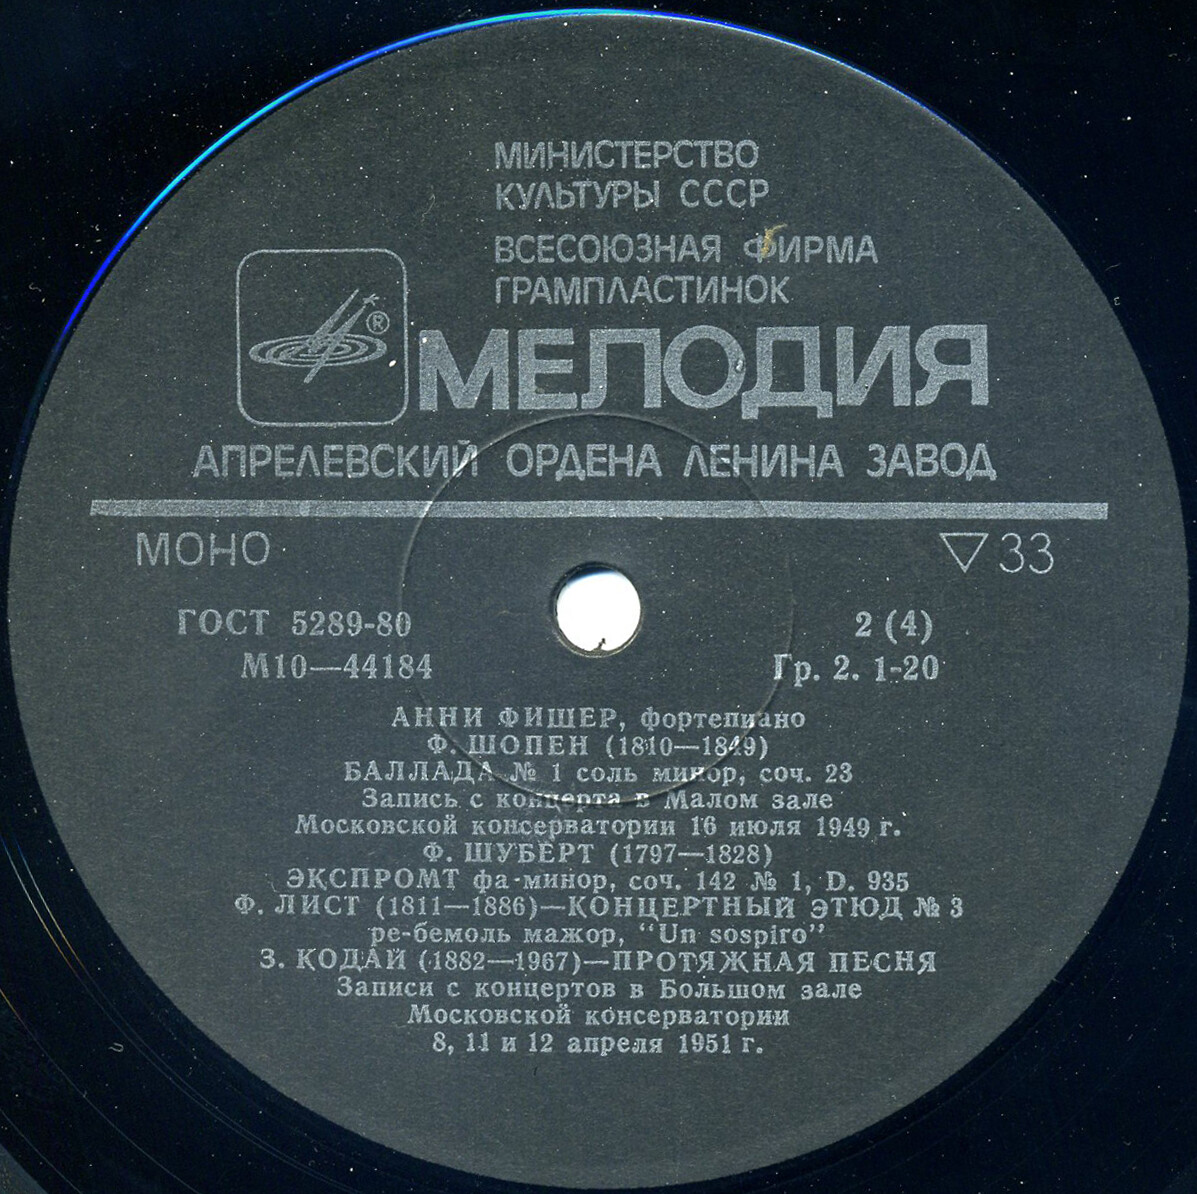 МИНИСТЕРСТВО
КУЛЬТУРЫ СССР
ВСЕСОЮЗНАЯ ФИРМА
ГРАМПЛАСТИНОК
®
МЕЛОДИЯ
АПРЕЛЕВСКИЙ ОРДЕНА ЛЕНИНА ЗАВОД
МОНО ▽33
ГОСТ 5289-80 2 (4)
М10—44184 Гр. 2. 1-20
АННИ ФИШЕР, фортепиано
Ф. ШОПЕН (1810—1849)
БАЛЛАДА № 1 соль минор, соч. 23
Запись с концерта в Малом зале
Московской консерватории 16 июля 1949 г.
Ф. ШУБЕРТ (1797—1828)
ЭКСПРОМТ фа-минор, соч. 142 № 1, D. 935
Ф. ЛИСТ (1811—1886)—КОНЦЕРТНЫЙ ЭТЮД № 3
ре-бемоль мажор, “Un sospiro”
З. КОДАЙ (1882—1967)—ПРОТЯЖНАЯ ПЕСНЯ
Записи с концертов в Большом зале
Московской консерватории
8, 11 и 12 апреля 1951 г.